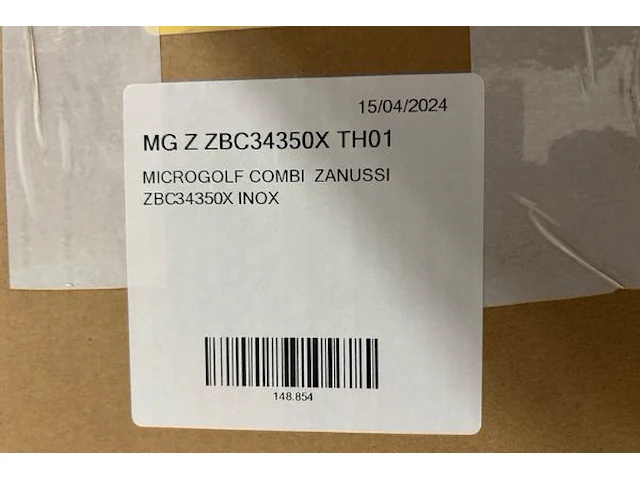 15/04/2024
MG Z ZBC34350X TH01
MICROGOLF COMBI ZANUSSI
ZBC34350X INOX
148.854